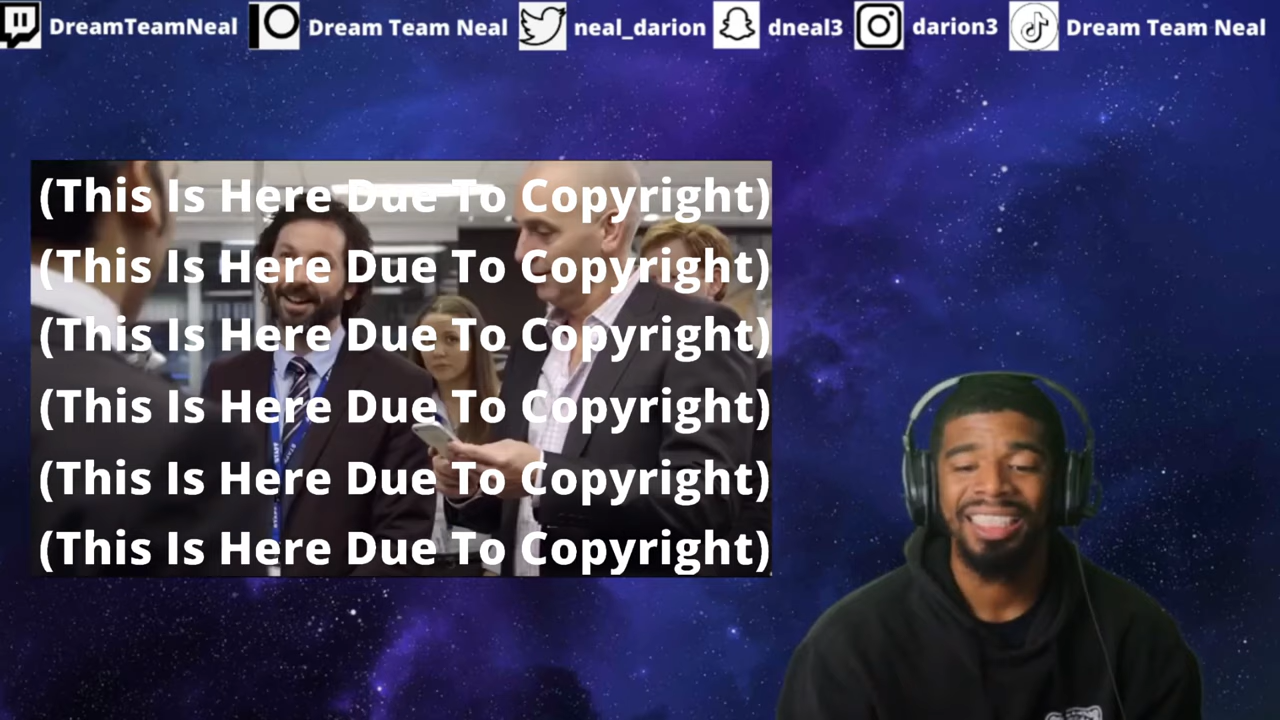 DreamTeamNeal Dream Team Neal neal_darion dneal3 darion3 Dream Team Neal
(This Is Here Due To Copyright)
(This Is Here Due To Copyright)
(This Is Here Due To Copyright)
(This Is Here Due To Copyright)
(This Is Here Due To Copyright)
(This Is Here Due To Copyright)